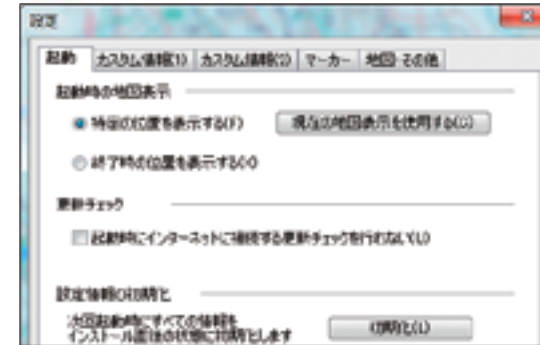 設定
起動 カスタム情報(1) カスタム情報(2) マーカー 地図・その他
起動時の地図表示
特定の位置を表示する(F) 現在の地図表示を使用する(G)
終了時の位置を表示する
更新チェック
起動時にインターネットに接続する更新チェックを行わない(L)
設定情報の初期化
次回起動時にすべての情報を
インストール直後の状態に初期化します 初期化(L)